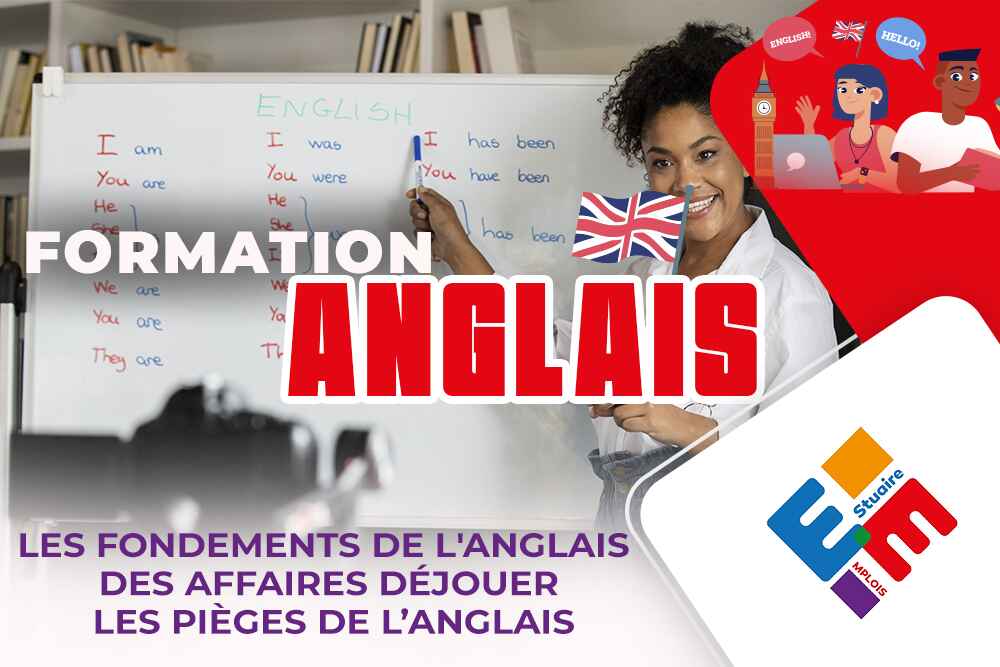 ENGLISH!
HELLO!
ENGLISH
I am
I was
I has been
You are
You were
You have been
He
He
She
She
has been
FORMATION
We are
We
You are
They are
ANGLAIS
Stuaire
E
M
MPLOIS
LES FONDEMENTS DE L'ANGLAIS
DES AFFAIRES DÉJOUER
LES PIÈGES DE L’ANGLAIS